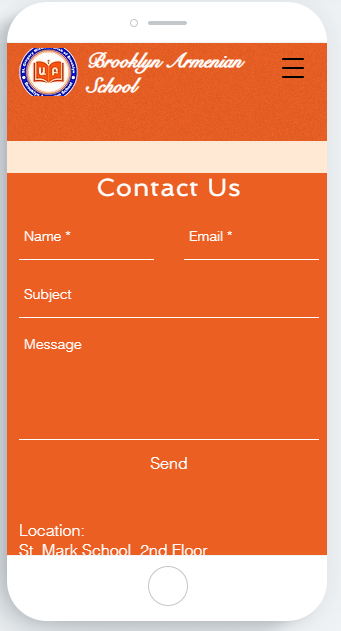 Brooklyn Armenian
School
Contact Us
Name * Email *
Subject
Message
Send
Location:
St. Mark School, 2nd Floor